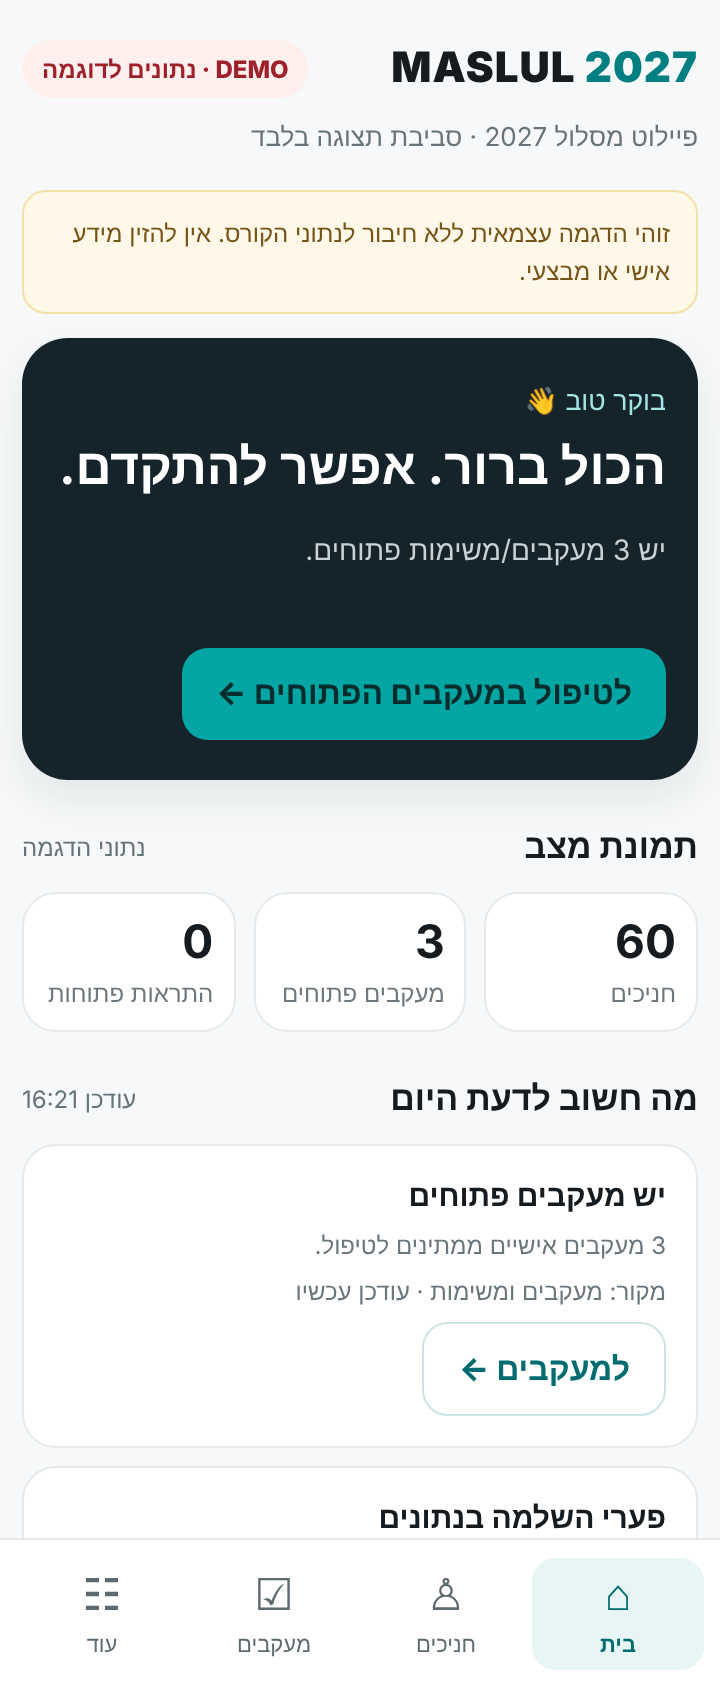 MASLUL 2027
DEMO · נתונים לדוגמה
פיילוט מסלול 2027 · סביבת תצוגה בלבד
זוהי הדגמה עצמאית ללא חיבור לנתוני הקורס. אין להזין מידע
אישי או מבצעי.
בוקר טוב 👋
הכול ברור. אפשר להתקדם.
יש 3 מעקבים/משימות פתוחים.
לטיפול במעקבים הפתוחים ←
תמונת מצב
נתוני הדגמה
60
חניכים
3
מעקבים פתוחים
0
התראות פתוחות
מה חשוב לדעת היום
עודכן 16:21
יש מעקבים פתוחים
3 מעקבים אישיים ממתינים לטיפול.
מקור: מעקבים ומשימות · עודכן עכשיו
למעקבים ←
פערי השלמה בנתונים
בית
חניכים
מעקבים
עוד